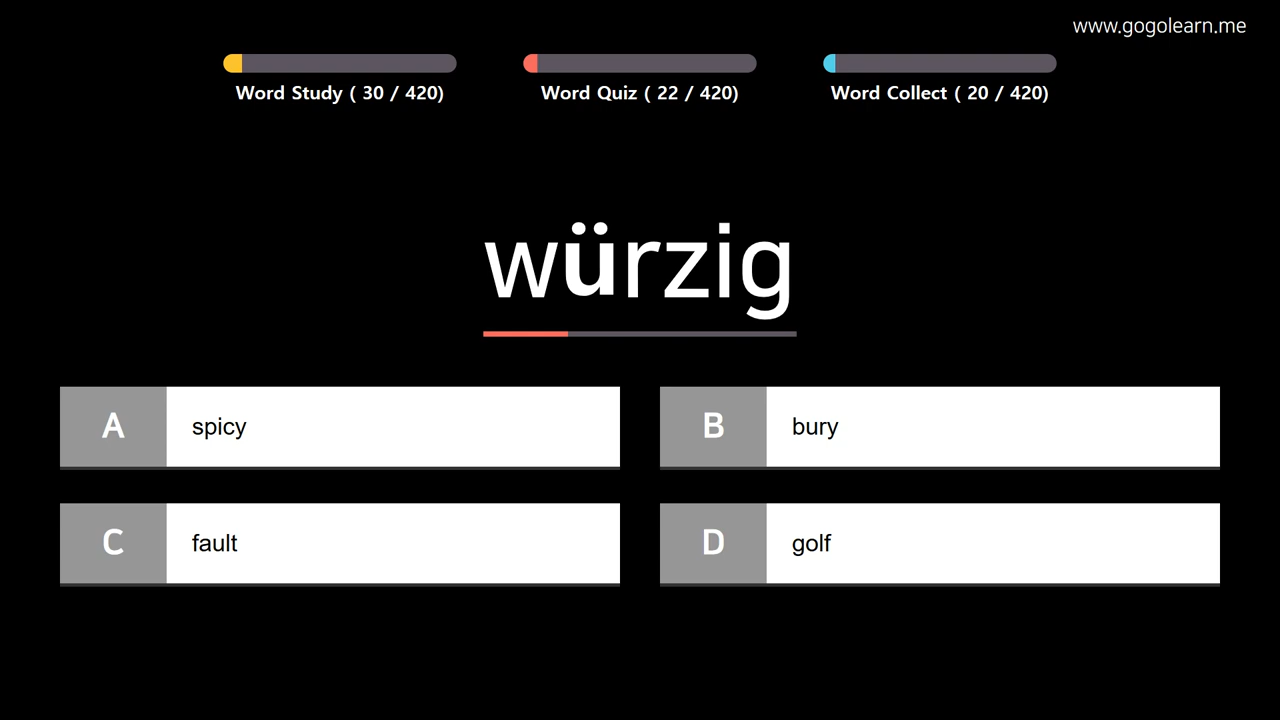 www.gogolearn.me
Word Study ( 30 / 420)
Word Quiz ( 22 / 420)
Word Collect ( 20 / 420)
würzig
A spicy
B bury
C fault
D golf